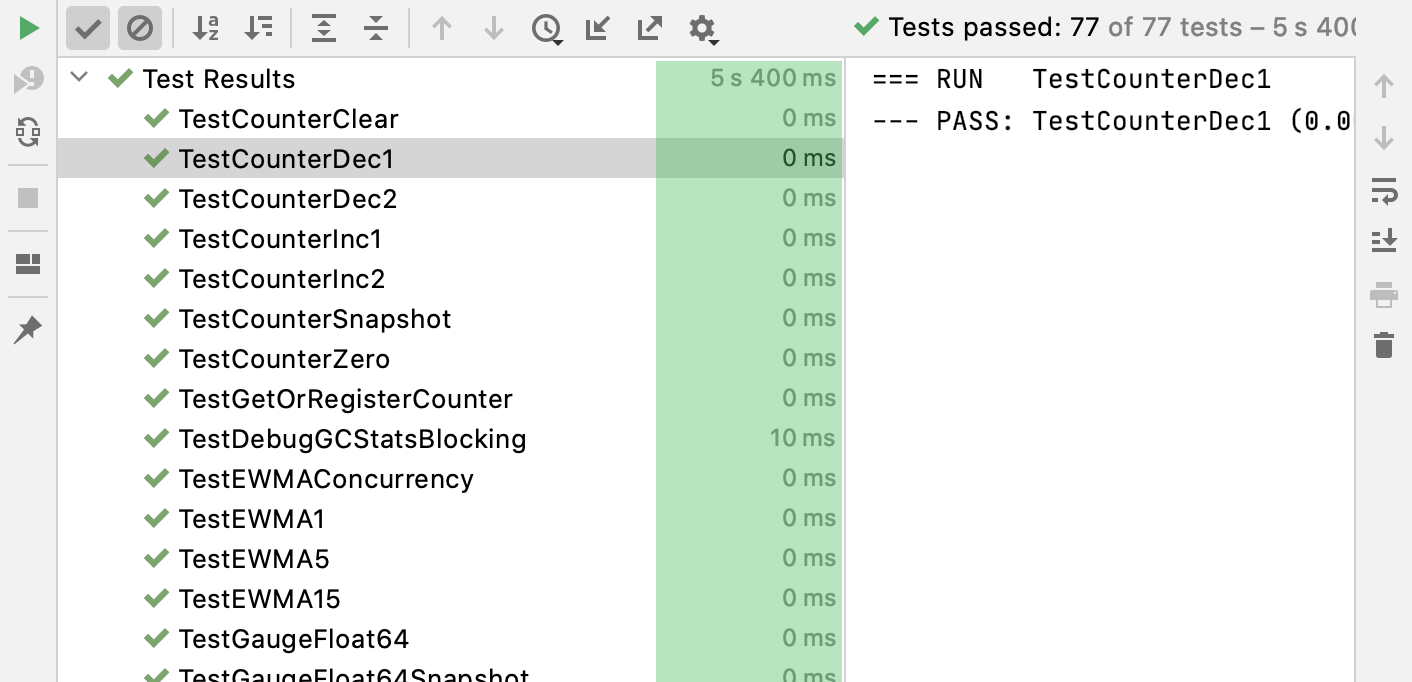 Tests passed: 77 of 77 tests – 5 s 400
Test Results 5 s 400 ms
TestCounterClear 0 ms
TestCounterDec1 0 ms
TestCounterDec2 0 ms
TestCounterInc1 0 ms
TestCounterInc2 0 ms
TestCounterSnapshot 0 ms
TestCounterZero 0 ms
TestGetOrRegisterCounter 0 ms
TestDebugGCStatsBlocking 10 ms
TestEWMAConcurrency 0 ms
TestEWMA1 0 ms
TestEWMA5 0 ms
TestEWMA15 0 ms
TestGaugeFloat64 0 ms
TestGaugeFloat64Snapshot 0 ms
=== RUN   TestCounterDec1
--- PASS: TestCounterDec1 (0.0